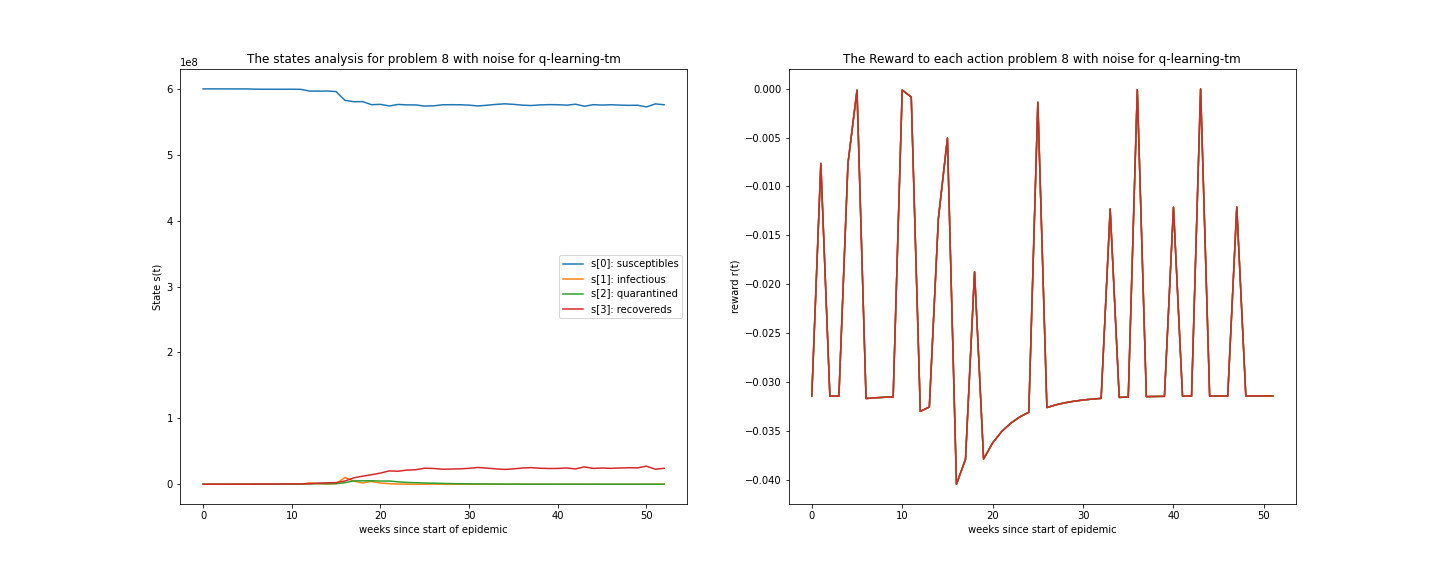 The states analysis for problem 8 with noise for q-learning-tm
1e8
6
5
4
3
2
1
0
State s(t)
s[0]: susceptibles
s[1]: infectious
s[2]: quarantined
s[3]: recovereds
0 10 20 30 40 50
weeks since start of epidemic
The Reward to each action problem 8 with noise for q-learning-tm
0.000
−0.005
−0.010
−0.015
−0.020
−0.025
−0.030
−0.035
−0.040
reward r(t)
0 10 20 30 40 50
weeks since start of epidemic